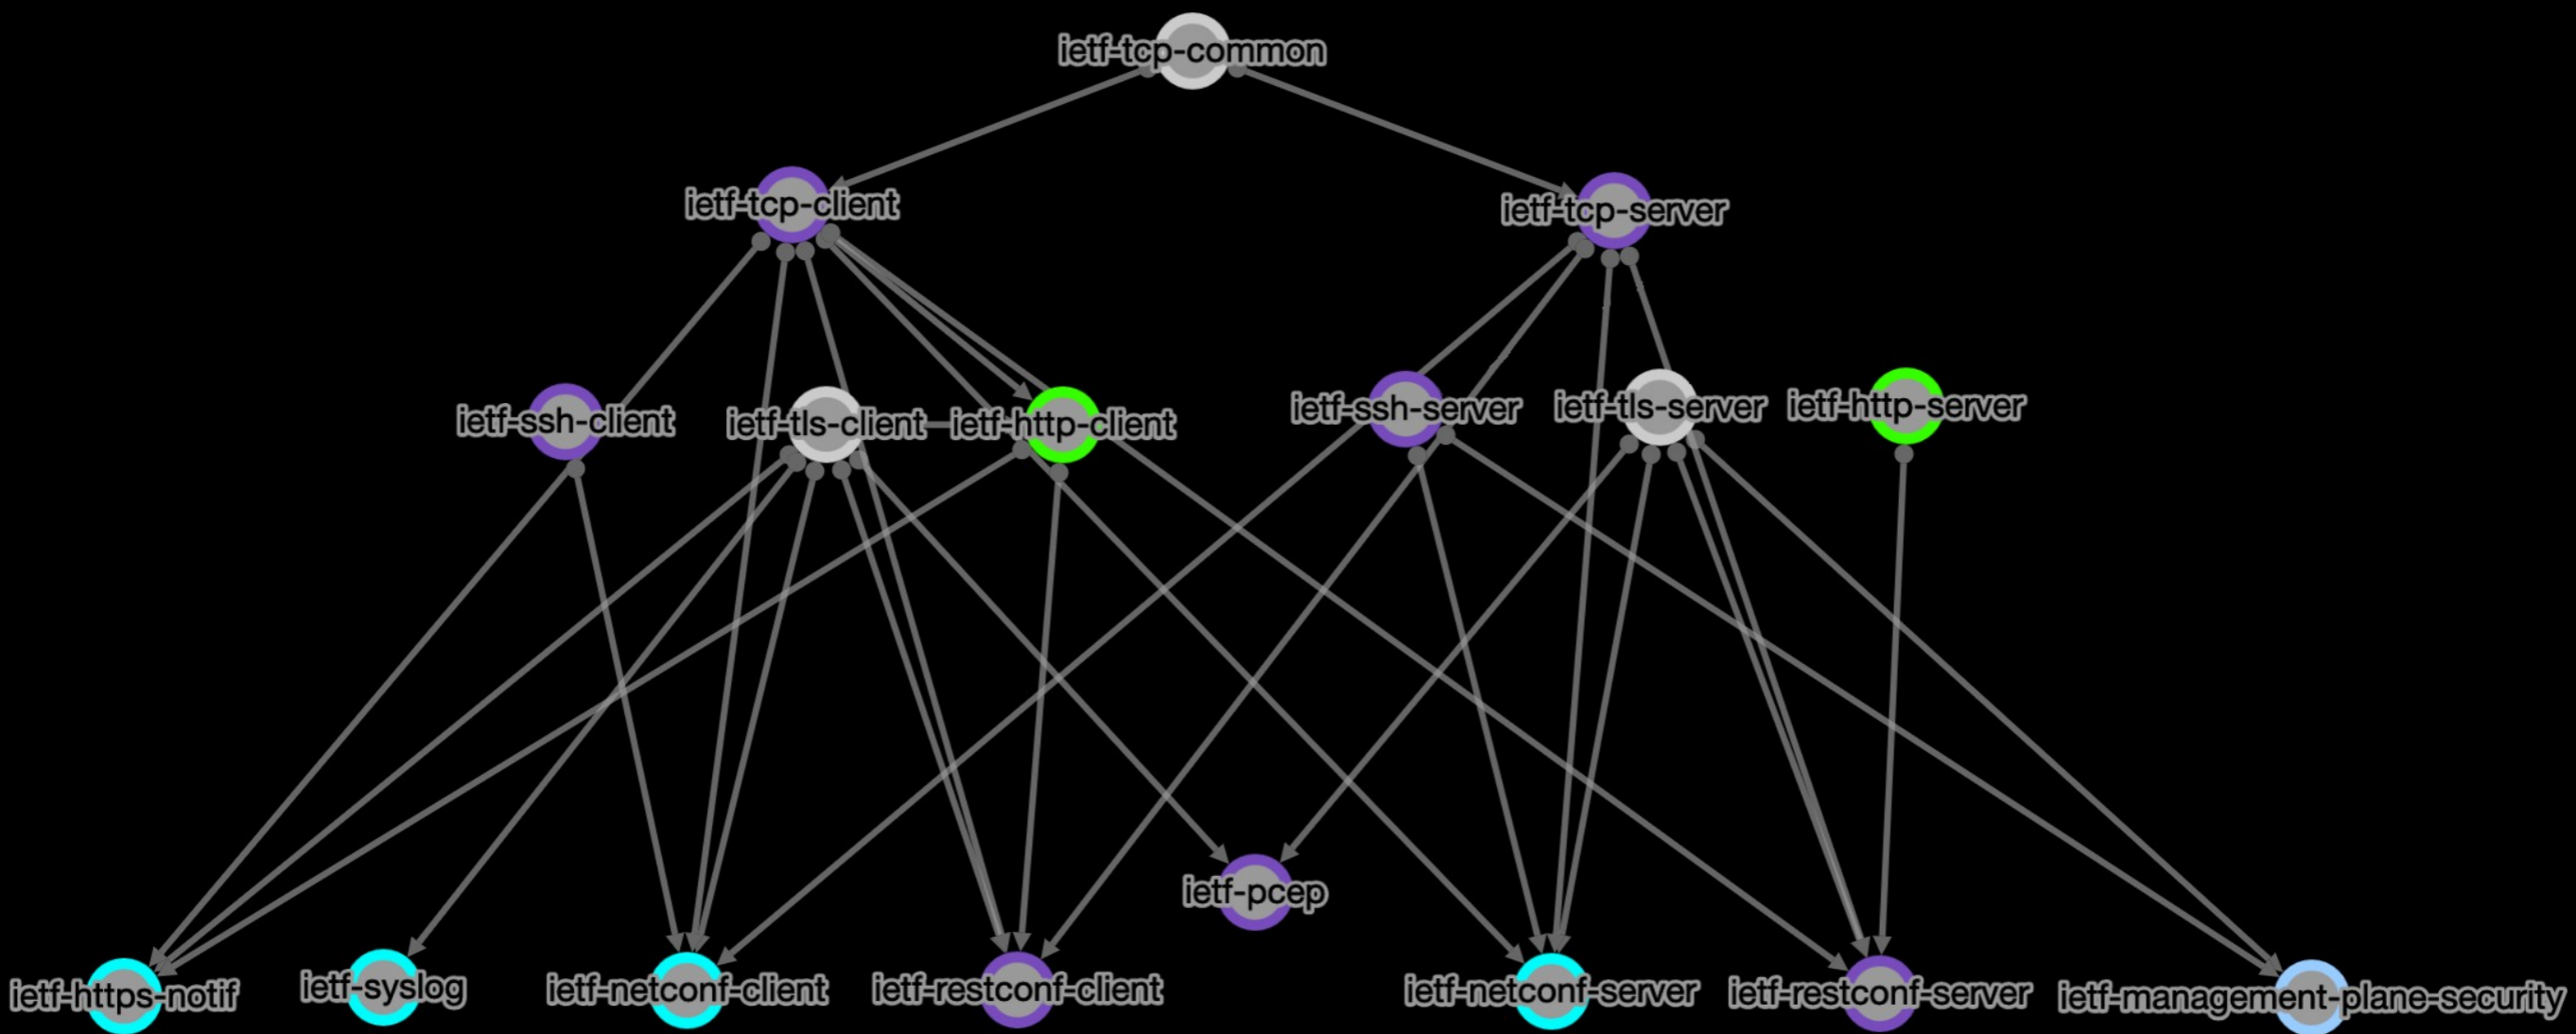 ietf-tcp-common
ietf-tcp-client
ietf-tcp-server
ietf-ssh-client
ietf-tls-client
ietf-http-client
ietf-ssh-server
ietf-tls-server
ietf-http-server
ietf-pcep
ietf-https-notif
ietf-syslog
ietf-netconf-client
ietf-restconf-client
ietf-netconf-server
ietf-restconf-server
ietf-management-plane-security